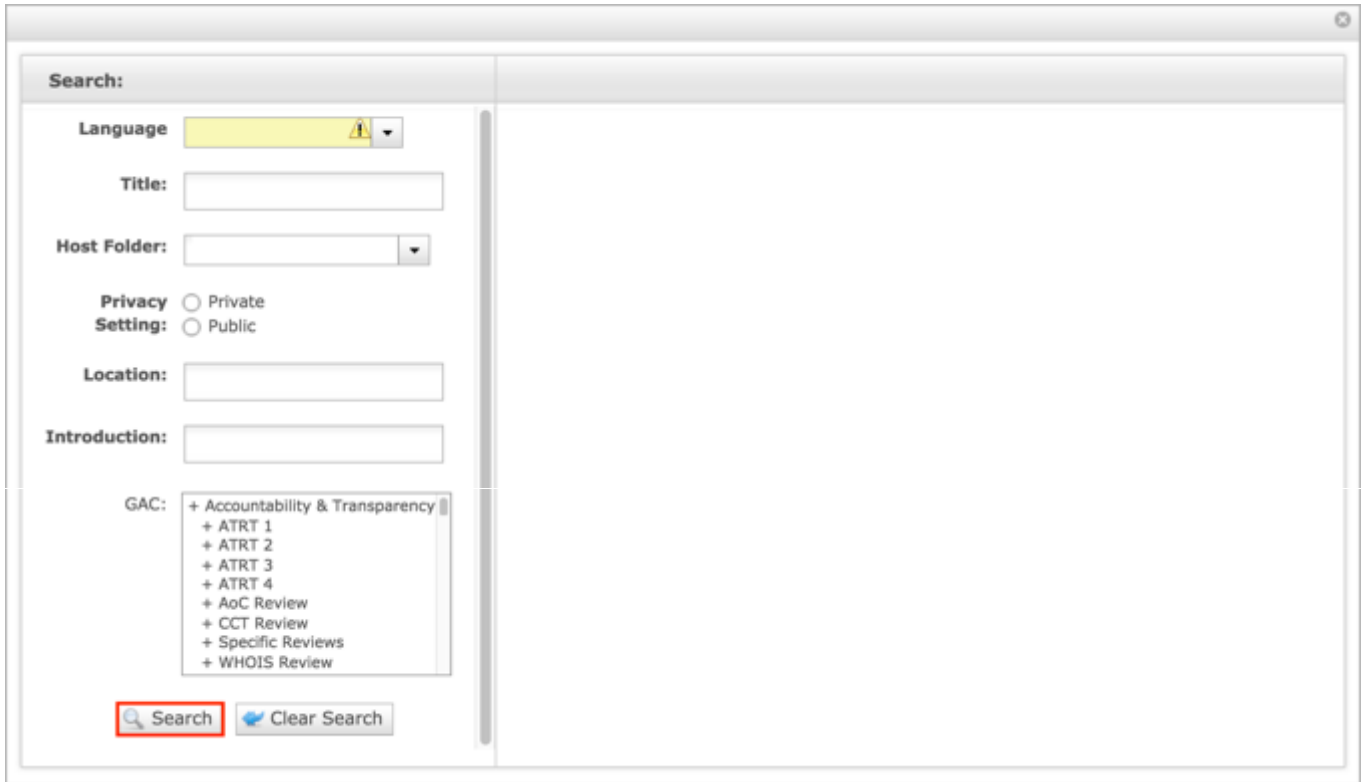 Search:
Language
Title:
Host Folder:
Privacy Setting:
Private
Public
Location:
Introduction:
GAC:
+ Accountability & Transparency
+ ATRT 1
+ ATRT 2
+ ATRT 3
+ ATRT 4
+ AoC Review
+ CCT Review
+ Specific Reviews
+ WHOIS Review
Search
Clear Search